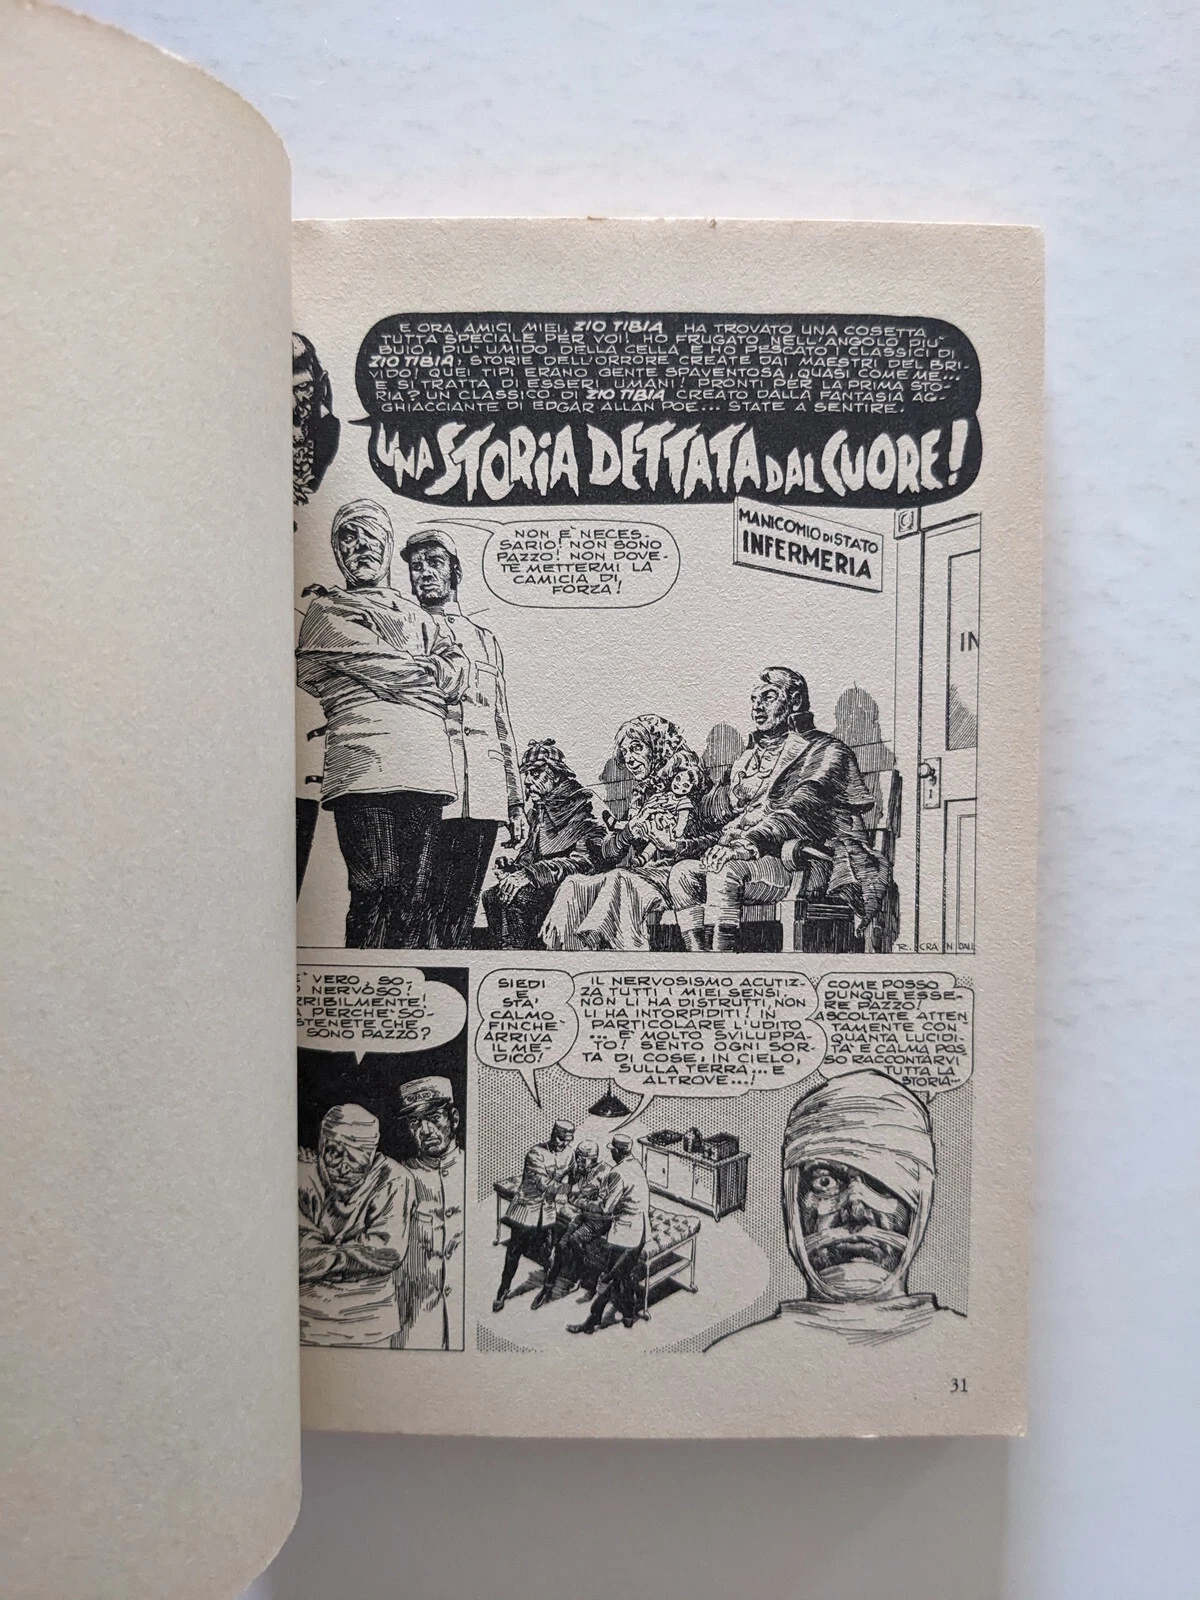 E ORA, AMICI MIEI, ZIO TIBIA HA TROVATO UNA COSETTA
TUTTA SPECIALE PER VOI! HO FRUGATO NELL'ANGOLO PIU'
BUIO, PIU' UMIDO DELLA CELLA E HO PESCATO I CLASSICI DI
ZIO TIBIA, STORIE DELL'ORRORE CREATE DAI MAESTRI DEL BRI-
VIDO! QUEI TIPI ERANO GENTE SPAVENTOSA, QUASI COME ME...
E SI TRATTA DI ESSERI UMANI! PRONTI PER LA PRIMA STO-
RIA? UN CLASSICO DI ZIO TIBIA CREATO DALLA FANTASIA AG-
GHIACCIANTE DI EDGAR ALLAN POE... STATE A SENTIRE.
UNA STORIA DETTATA DAL CUORE!
NON E' NECES-
SARIO! NON SONO
PAZZO! NON DOVE-
TE METTERMI LA
CAMICIA DI
FORZA!
MANICOMIO DI STATO
INFERMERIA
IN
R. CRANDALL
E' VERO, SO-
NERVOSO!
RRIBILMENTE!
PERCHE' SO-
STENETE CHE
SONO PAZZO?
GUARD
SIEDI
E
STA'
CALMO
FINCHE'
ARRIVA
IL ME-
DICO!
IL NERVOSISMO ACUTIZ-
ZA TUTTI I MIEI SENSI.
NON LI HA DISTRUTTI, NON
LI HA INTORPIDITI! IN
PARTICOLARE L'UDITO
... E' MOLTO SVILUPPA-
TO! SENTO OGNI SOR-
TA DI COSE, IN CIELO,
SULLA TERRA... E
ALTROVE...!
COME POSSO
DUNQUE ESSE-
RE PAZZO!
ASCOLTATE ATTEN
TAMENTE CON
QUANTA LUCIDI-
TA' E CALMA POS
SO RACCONTARVI
TUTTA LA
STORIA...
31